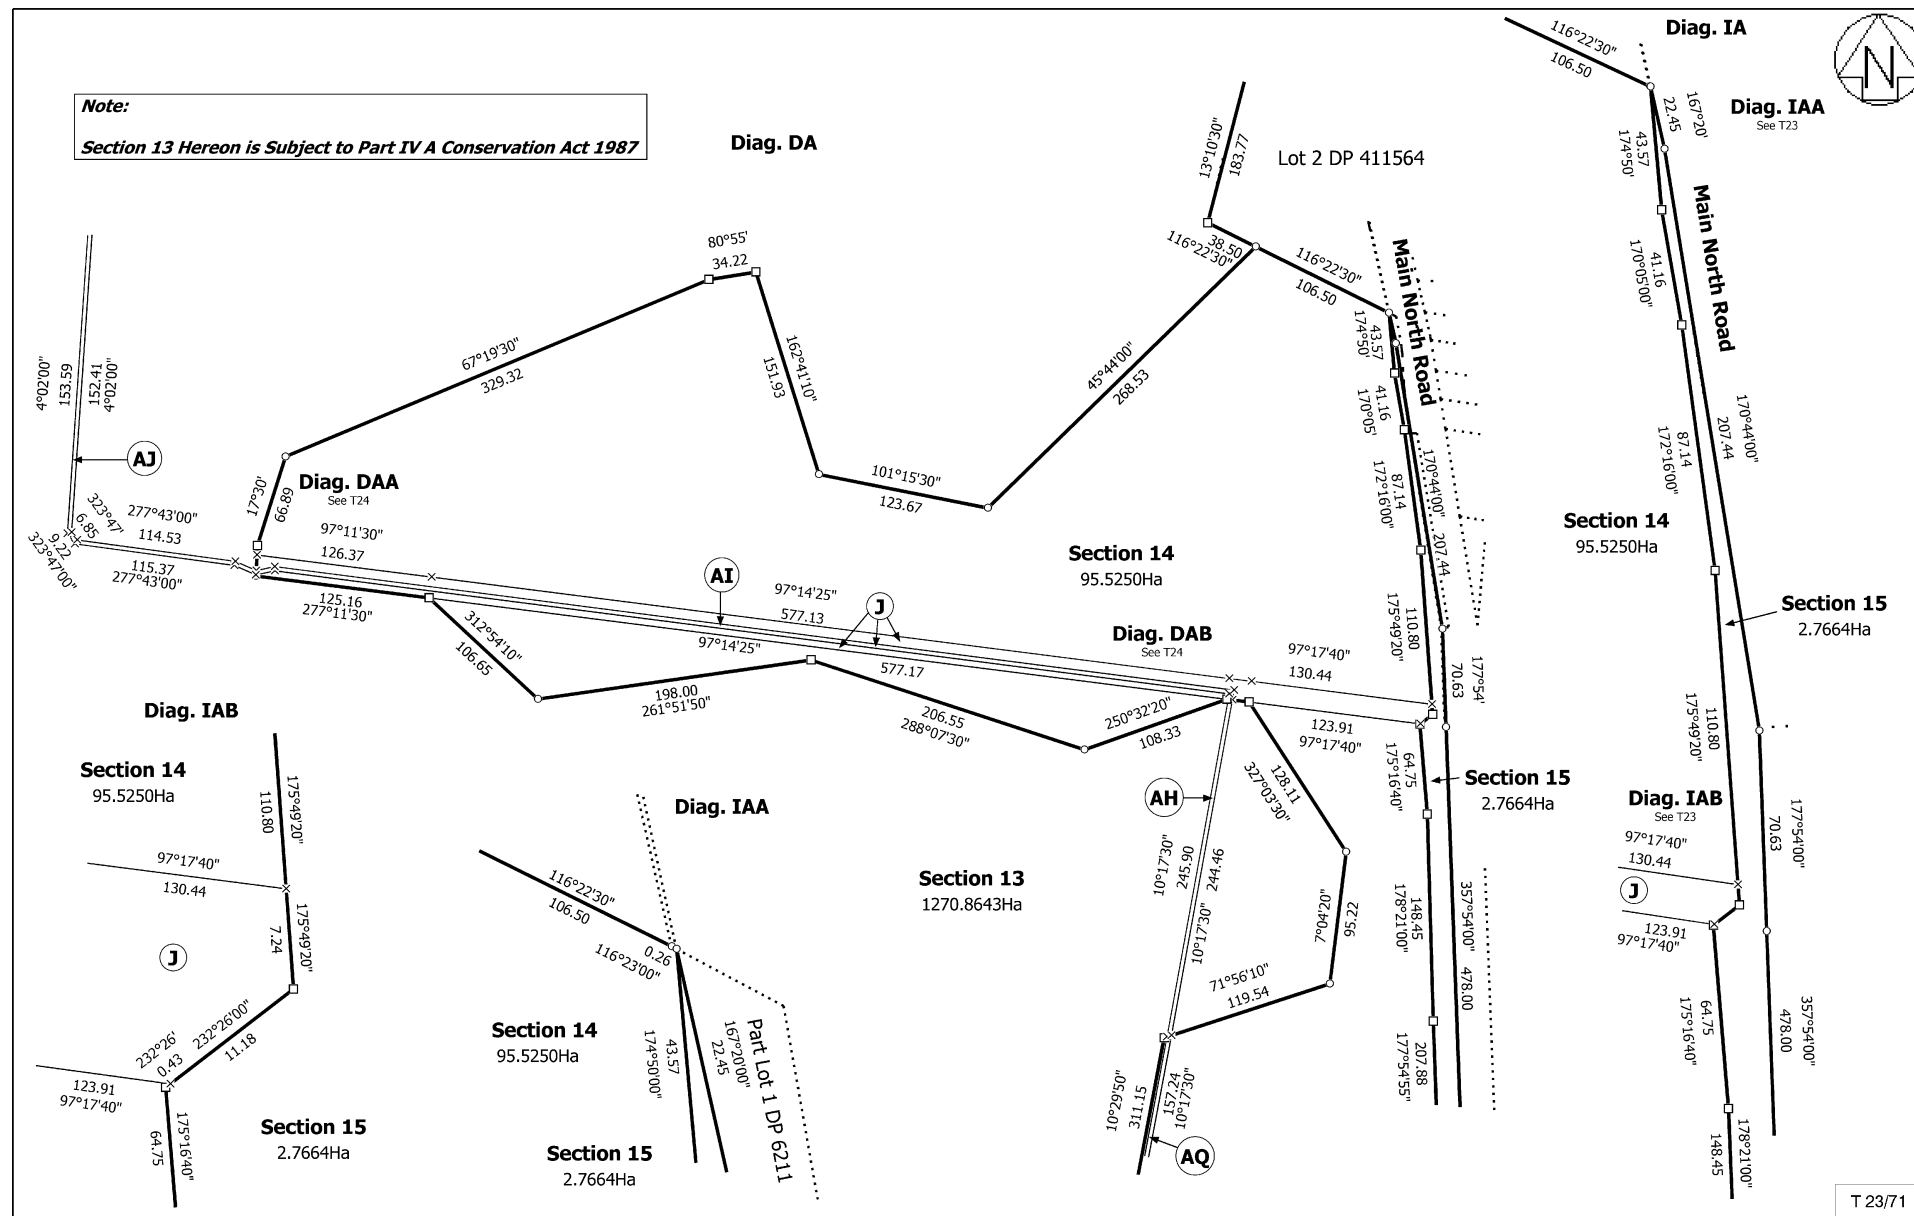 Note:
Section 13 Hereon is Subject to Part IV A Conservation Act 1987
Diag. DA
Lot 2 DP 411564
13°10'30"
183.77
38.50
116°22'30"
116°22'30"
106.50
Main North Road
43.57
174°50'
41.16
170°05'
87.14
172°16'00"
170°44'00"
207.44
110.80
175°49'20"
70.63
177°54'
80°55'
34.22
67°19'30"
329.32
162°41'10"
151.93
101°15'30"
123.67
45°44'00"
268.53
4°02'00"
153.59
152.41
4°02'00"
AJ
17°30'
66.89
Diag. DAA
See T24
323°47'
6.85
9.22
323°47'00"
277°43'00"
114.53
115.37
277°43'00"
97°11'30"
126.37
125.16
277°11'30"
AI
J
97°14'25"
577.13
97°14'25"
577.17
Section 14
95.5250Ha
Diag. DAB
See T24
97°17'40"
130.44
123.91
97°17'40"
312°54'10"
106.65
198.00
261°51'50"
206.55
288°07'30"
250°32'20"
108.33
128.11
327°03'30"
64.75
175°16'40"
Section 15
2.7664Ha
AH
10°17'30"
245.90
244.46
10°17'30"
Section 13
1270.8643Ha
7°04'20"
95.22
71°56'10"
119.54
148.45
178°21'00"
357°54'00"
478.00
207.88
177°54'55"
10°29'50"
311.15
157.24
10°17'30"
AQ
Diag. IAB
Section 14
95.5250Ha
175°49'20"
110.80
97°17'40"
130.44
175°49'20"
7.24
J
232°26'
0.43
232°26'00"
11.18
123.91
97°17'40"
175°16'40"
64.75
Section 15
2.7664Ha
Diag. IAA
116°22'30"
106.50
0.26
116°23'00"
Section 14
95.5250Ha
43.57
174°50'00"
167°20'00"
22.45
Part Lot 1 DP 6211
Section 15
2.7664Ha
Diag. IA
116°22'30"
106.50
N
Diag. IAA
See T23
167°20'
22.45
43.57
174°50'
Main North Road
41.16
170°05'00"
170°44'00"
207.44
87.14
172°16'00"
Section 14
95.5250Ha
Section 15
2.7664Ha
110.80
175°49'20"
Diag. IAB
See T23
97°17'40"
130.44
J
123.91
97°17'40"
177°54'00"
70.63
64.75
175°16'40"
357°54'00"
478.00
178°21'00"
148.45
T 23/71